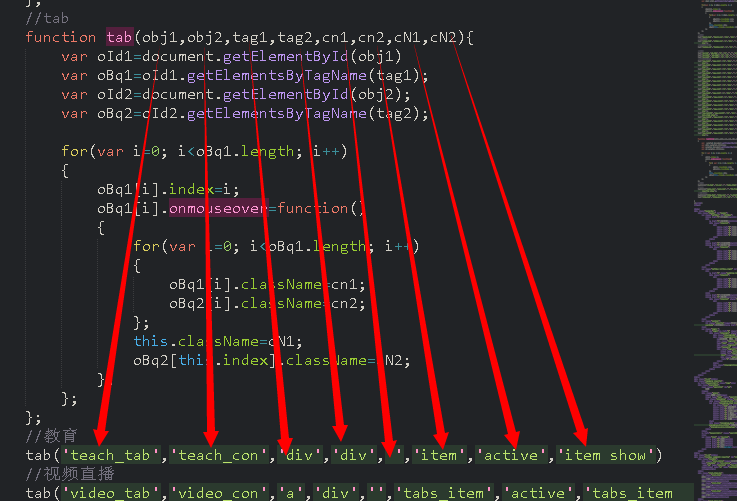 };
//tab
function tab(obj1,obj2,tag1,tag2,cn1,cn2,cN1,cN2){
var oId1=document.getElementById(obj1)
var oBq1=oId1.getElementsByTagName(tag1);
var oId2=document.getElementById(obj2);
var oBq2=oId2.getElementsByTagName(tag2);
for(var i=0; i<oBq1.length; i++)
{
oBq1[i].index=i;
oBq1[i].onmouseover=function()
{
for(var i=0; i<oBq1.length; i++)
{
oBq1[i].className=cn1;
oBq2[i].className=cn2;
};
this.className=cN1;
oBq2[this.index].className=cN2;
}
};
};
//教育
tab('teach_tab','teach_con','div','div','','item','active','item show')
//视频直播
tab('video_tab','video_con','a','div','','tabs_item','active','tabs_item